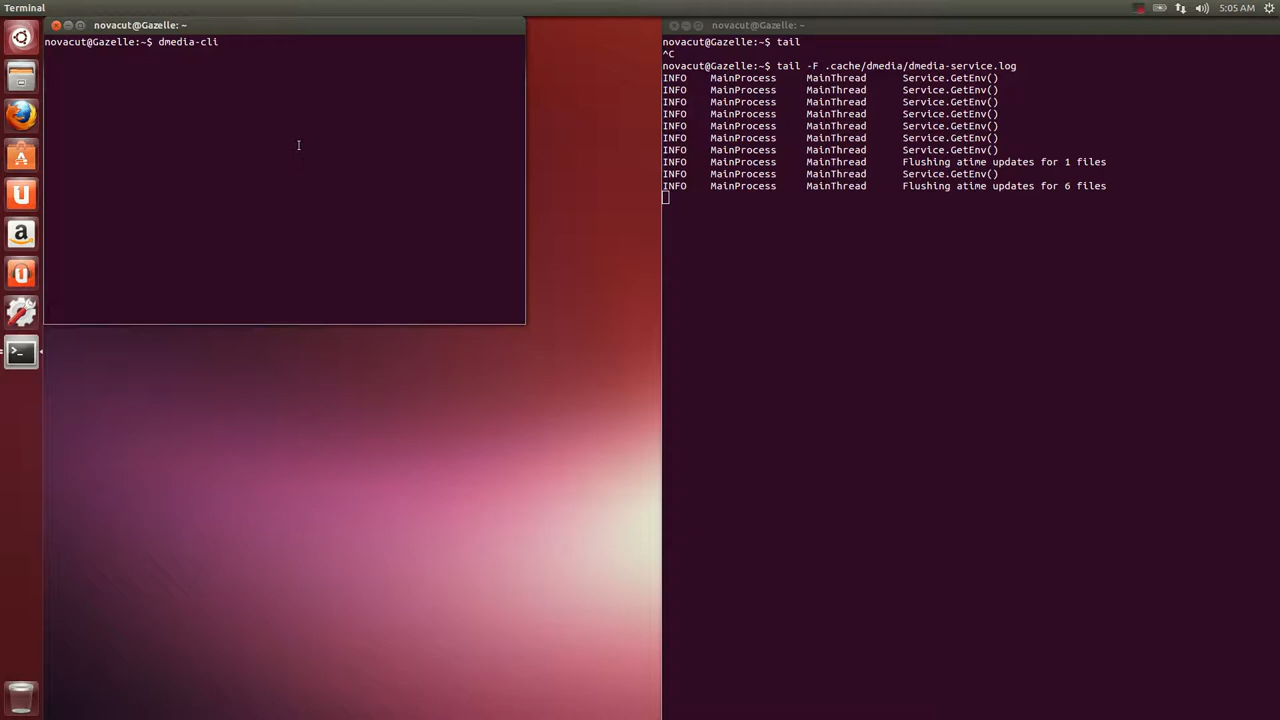 Terminal
5:05 AM
novacut@Gazelle: ~
novacut@Gazelle:~$ dmedia-cli
novacut@Gazelle: ~
novacut@Gazelle:~$ tail
^C
novacut@Gazelle:~$ tail -F .cache/dmedia/dmedia-service.log
INFO MainProcess MainThread Service.GetEnv()
INFO MainProcess MainThread Service.GetEnv()
INFO MainProcess MainThread Service.GetEnv()
INFO MainProcess MainThread Service.GetEnv()
INFO MainProcess MainThread Service.GetEnv()
INFO MainProcess MainThread Service.GetEnv()
INFO MainProcess MainThread Service.GetEnv()
INFO MainProcess MainThread Flushing atime updates for 1 files
INFO MainProcess MainThread Service.GetEnv()
INFO MainProcess MainThread Flushing atime updates for 6 files